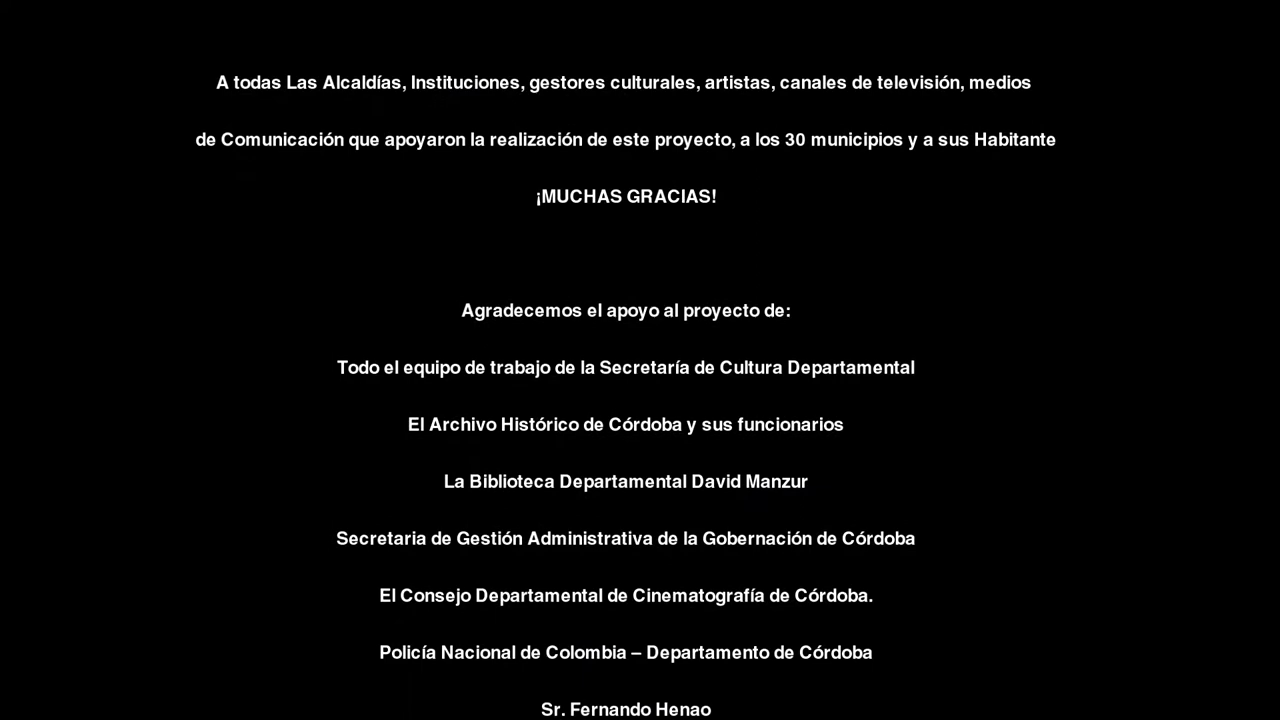 A todas Las Alcaldías, Instituciones, gestores culturales, artistas, canales de televisión, medios
de Comunicación que apoyaron la realización de este proyecto, a los 30 municipios y a sus Habitante
¡MUCHAS GRACIAS!
Agradecemos el apoyo al proyecto de:
Todo el equipo de trabajo de la Secretaría de Cultura Departamental
El Archivo Histórico de Córdoba y sus funcionarios
La Biblioteca Departamental David Manzur
Secretaria de Gestión Administrativa de la Gobernación de Córdoba
El Consejo Departamental de Cinematografía de Córdoba.
Policía Nacional de Colombia – Departamento de Córdoba
Sr. Fernando Henao